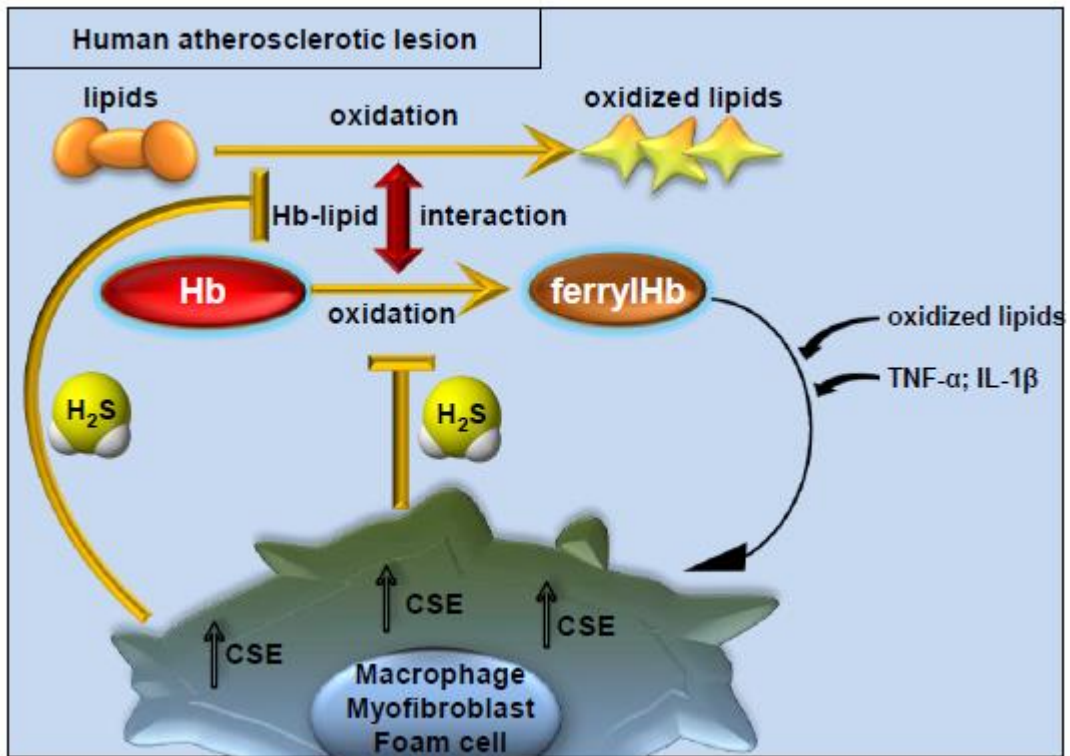 Human atherosclerotic lesion
lipids
oxidation
oxidized lipids
Hb-lipid interaction
Hb
oxidation
ferrylHb
oxidized lipids
TNF-α; IL-1β
H₂S
H₂S
CSE
CSE
CSE
Macrophage
Myofibroblast
Foam cell